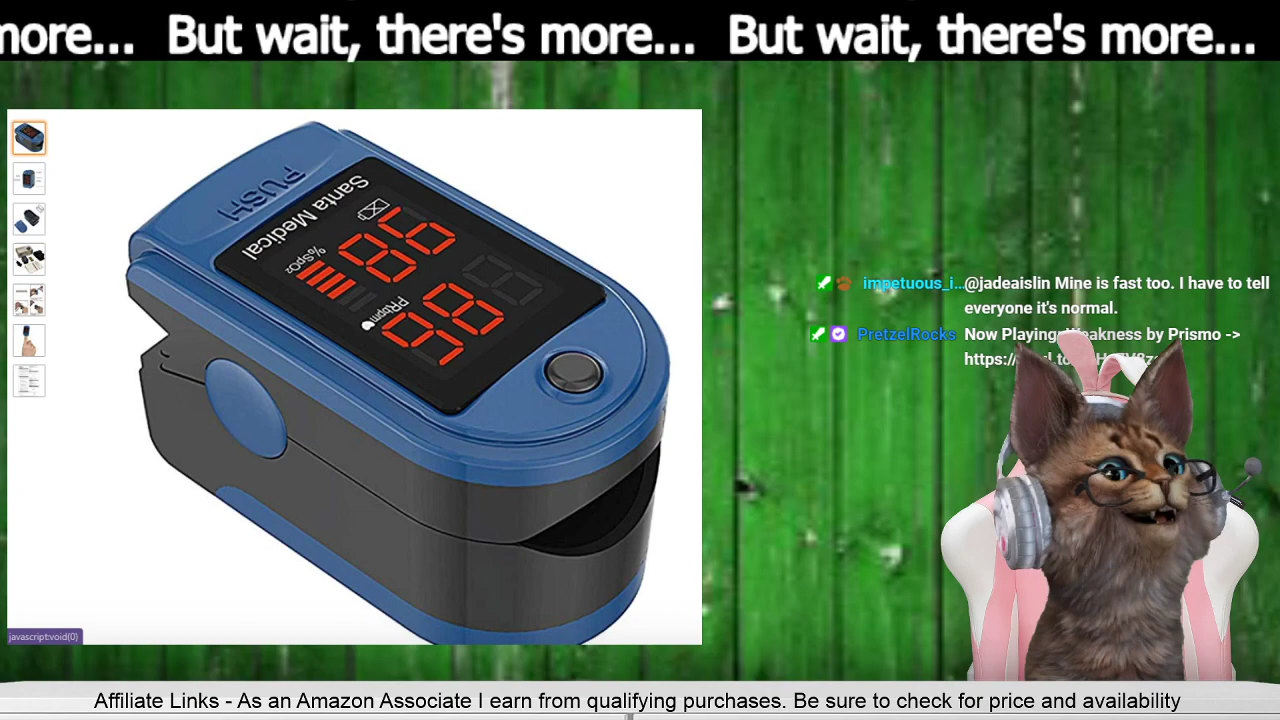 more... But wait, there's more... But wait, there's more...
PUSH
Santa Medical
%SpO₂
PRbpm
impetuous_i... @jadeaislin Mine is fast too. I have to tell
everyone it's normal.
PretzelRocks Now Playing: Weakness by Prismo ->
https://
javascript:void(0)
Affiliate Links - As an Amazon Associate I earn from qualifying purchases. Be sure to check for price and availability